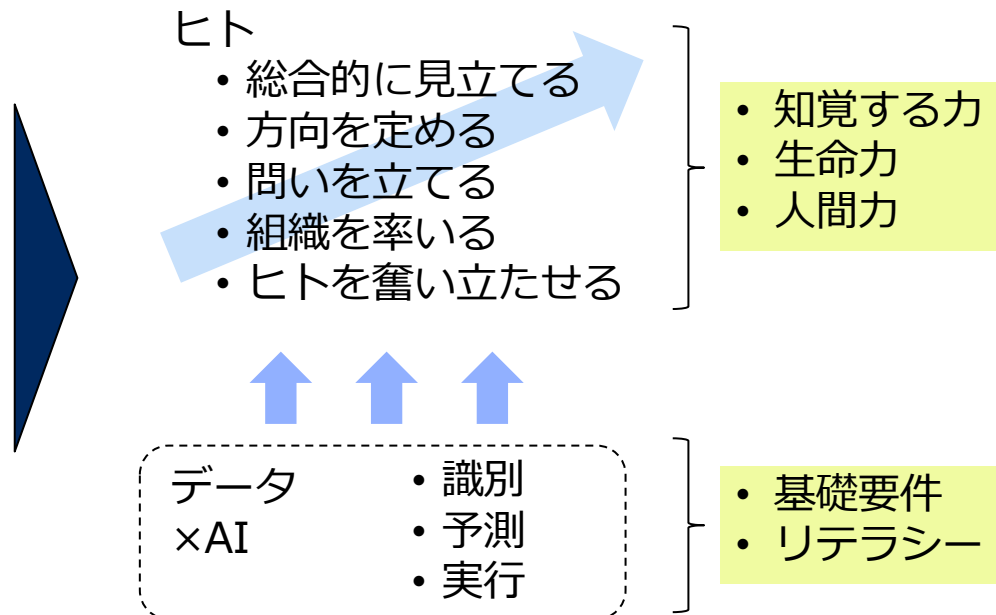 ヒト
• 総合的に見立てる
• 方向を定める
• 問いを立てる
• 組織を率いる
• ヒトを奮い立たせる
• 知覚する力
• 生命力
• 人間力
データ
×AI
• 識別
• 予測
• 実行
• 基礎要件
• リテラシー